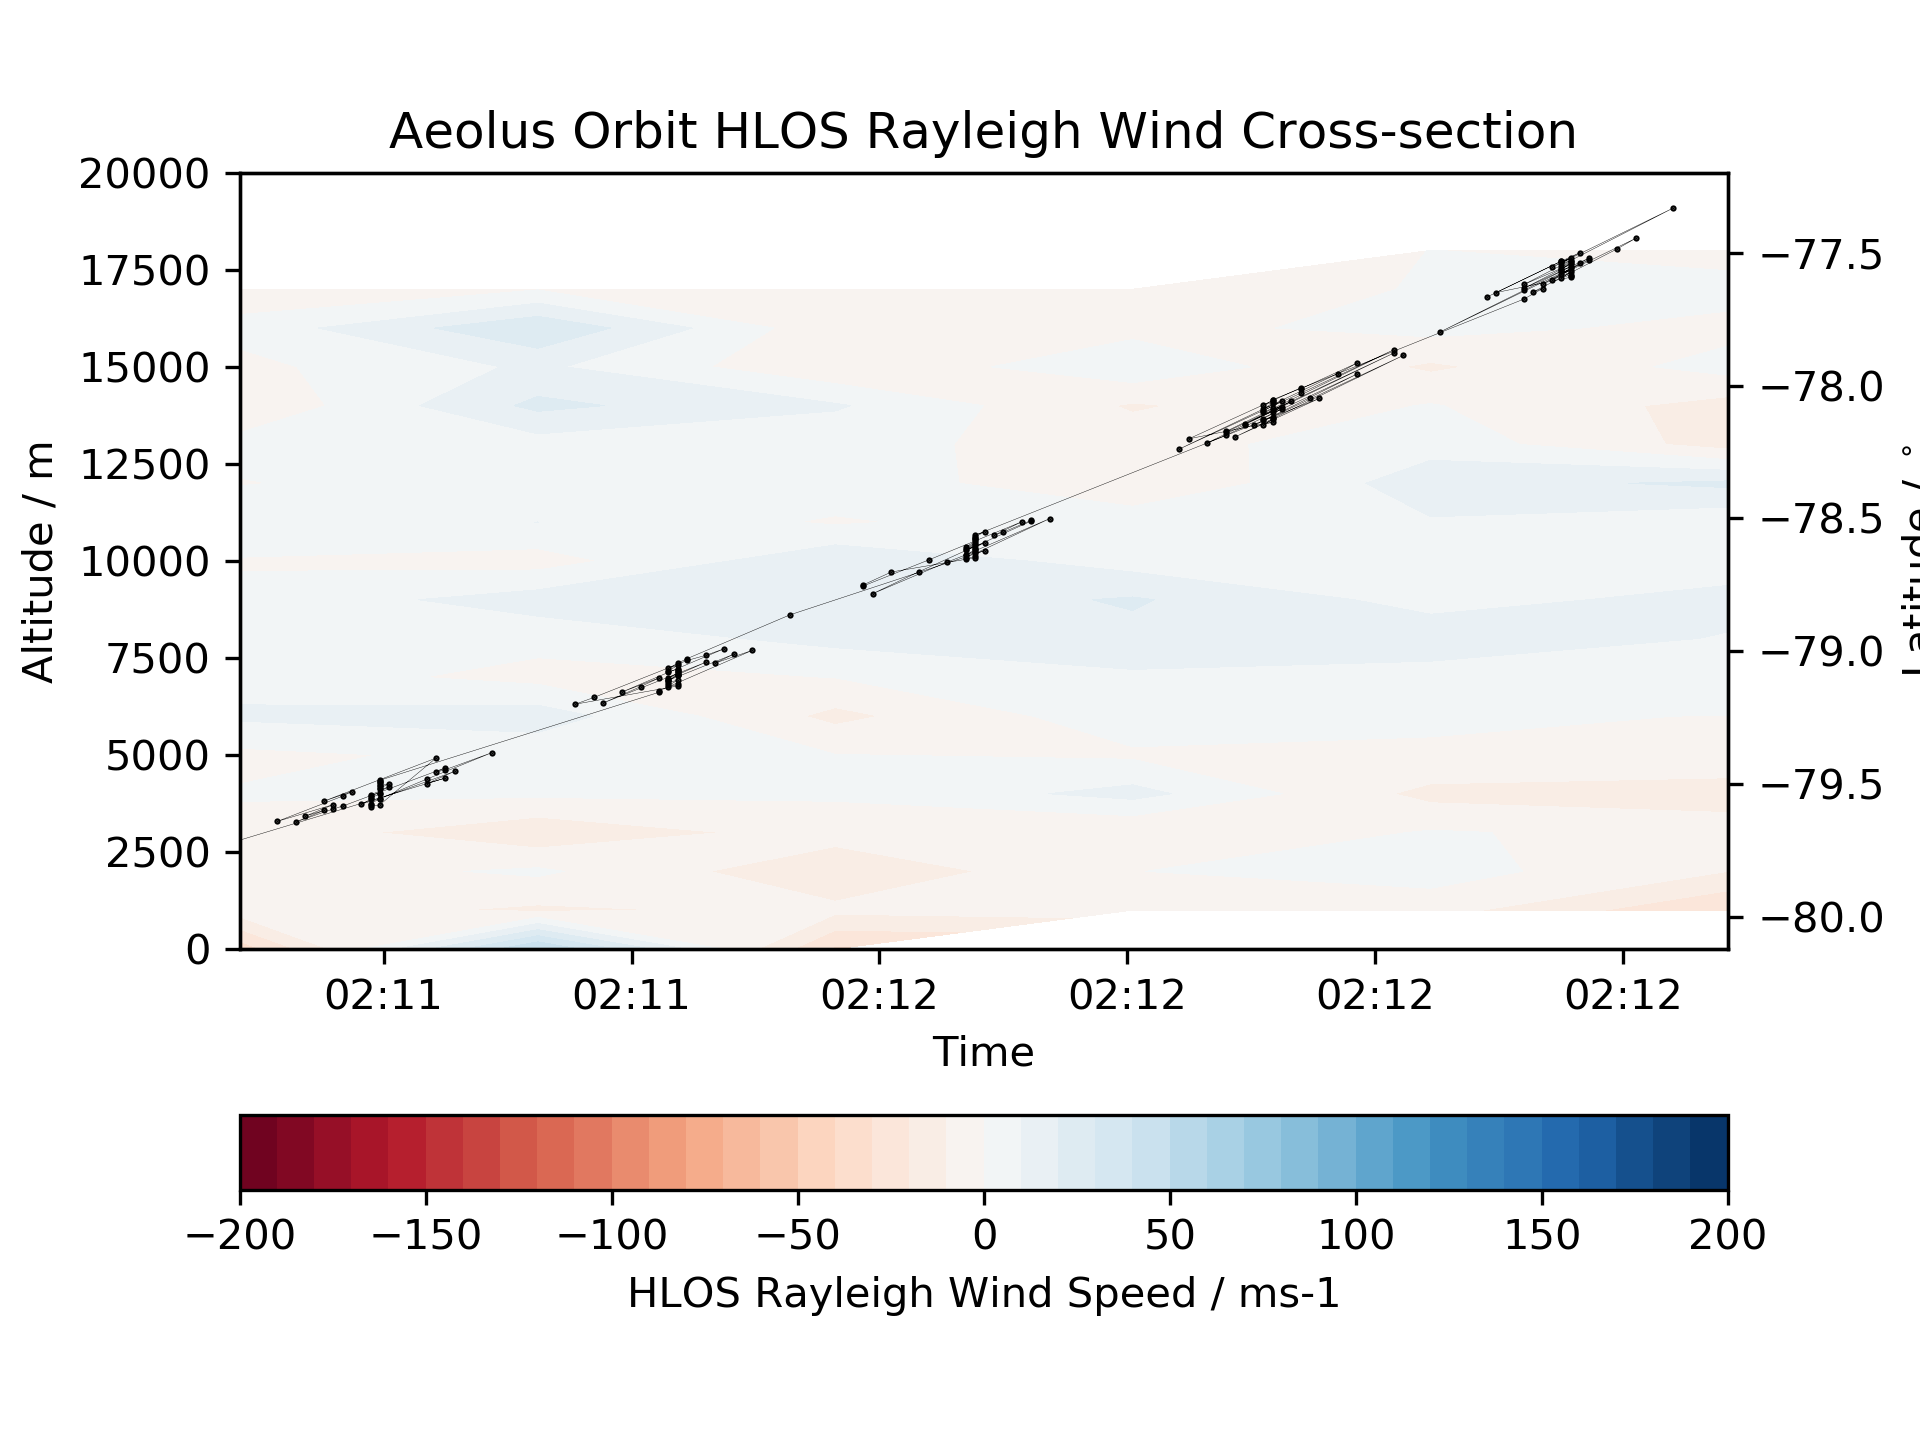 Aeolus Orbit HLOS Rayleigh Wind Cross-section
20000
17500
15000
12500
10000
7500
5000
2500
0
Altitude / m
−77.5
−78.0
−78.5
−79.0
−79.5
−80.0
Latitude / °
02:11 02:11 02:12 02:12 02:12 02:12
Time
−200 −150 −100 −50 0 50 100 150 200
HLOS Rayleigh Wind Speed / ms-1